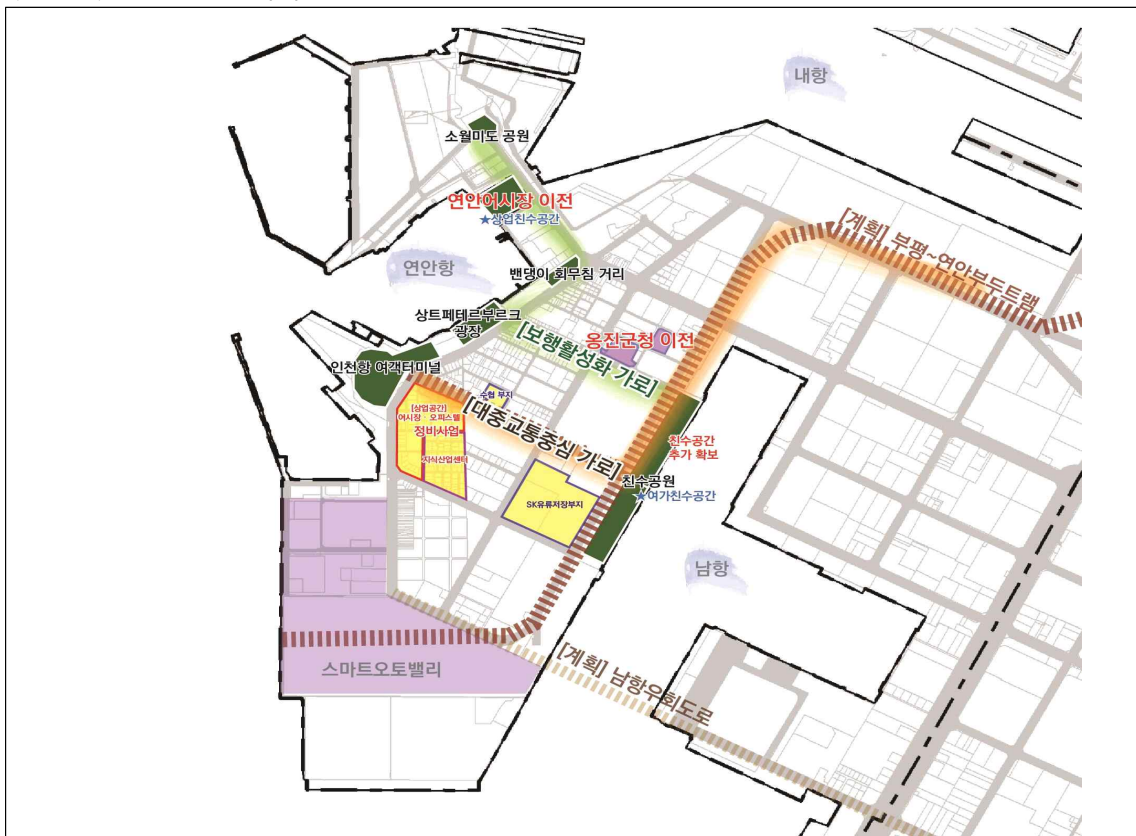 내항
소월미도 공원
연안어시장 이전
★상업친수공간
[계획] 부평~연안부두트램
연안항
밴댕이 회무침 거리
상트페테르부르크
광장
옹진군청 이전
[보행활성화 가로]
인천항 여객터미널
수협 부지
[상업공간]
어시장·오피스텔
정비사업
[대중교통중심 가로]
지식산업센터
친수공간
추가 확보
친수공원
★여가친수공간
SK유류저장부지
남항
스마트오토밸리
[계획] 남항우회도로